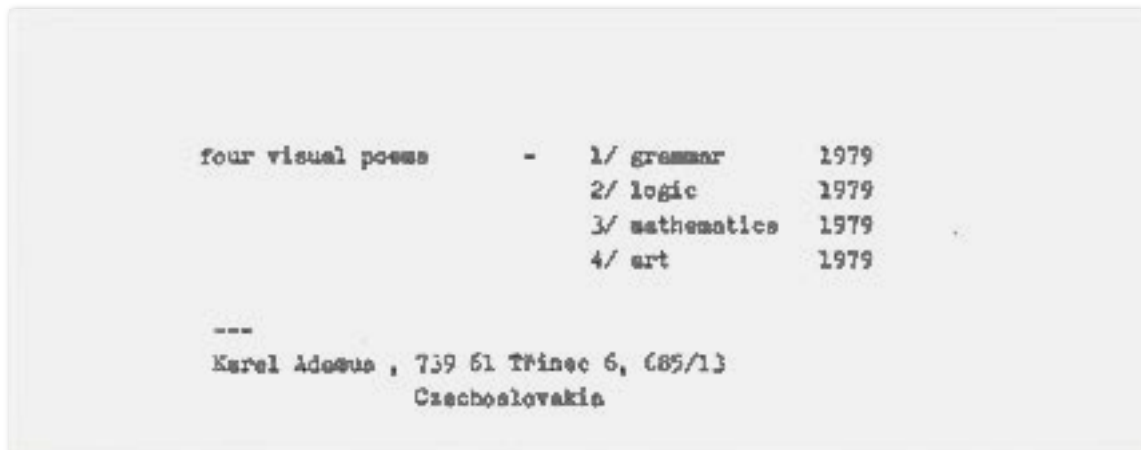 four visual poems - 1/ grammar 1979
2/ logic 1979
3/ mathematics 1979
4/ art 1979
---
Karel Adamus , 739 61 Třinec 6, C85/13
Czechoslovakia